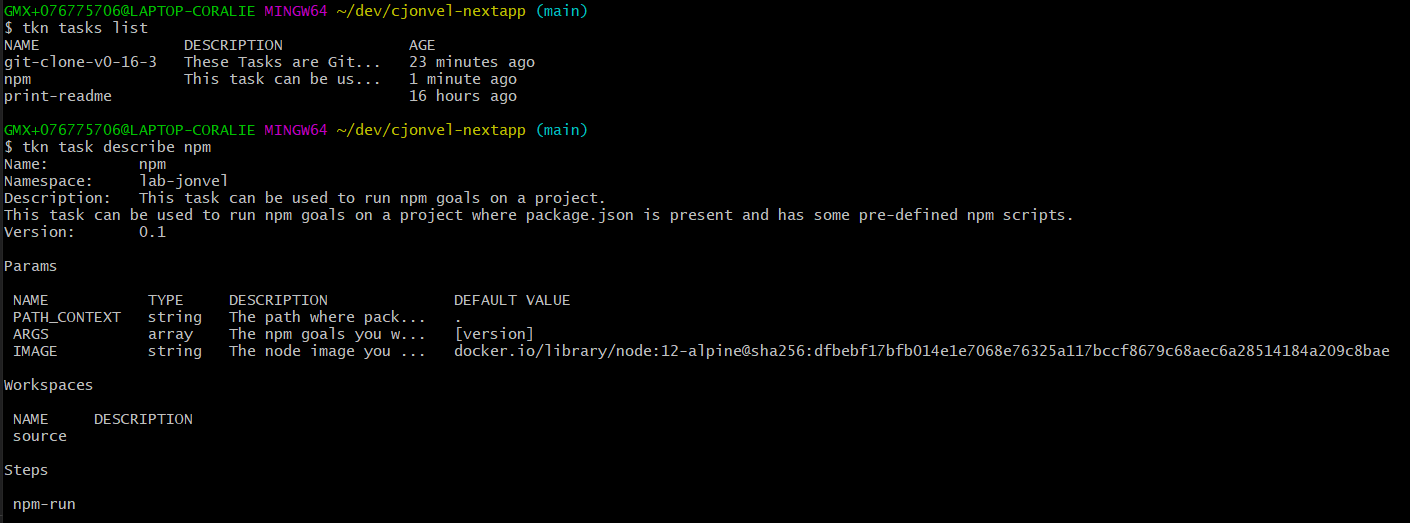 GMX+076775706@LAPTOP-CORALIE MINGW64 ~/dev/cjonvel-nextapp (main)
$ tkn tasks list
NAME DESCRIPTION AGE
git-clone-v0-16-3 These Tasks are Git... 23 minutes ago
npm This task can be us... 1 minute ago
print-readme 16 hours ago
GMX+076775706@LAPTOP-CORALIE MINGW64 ~/dev/cjonvel-nextapp (main)
$ tkn task describe npm
Name: npm
Namespace: lab-jonvel
Description: This task can be used to run npm goals on a project.
This task can be used to run npm goals on a project where package.json is present and has some pre-defined npm scripts.
Version: 0.1
Params
NAME TYPE DESCRIPTION DEFAULT VALUE
PATH_CONTEXT string The path where pack... .
ARGS array The npm goals you w... [version]
IMAGE string The node image you ... docker.io/library/node:12-alpine@sha256:dfbebf17bfb014e1e7068e76325a117bccf8679c68aec6a28514184a209c8bae
Workspaces
NAME DESCRIPTION
source
Steps
npm-run